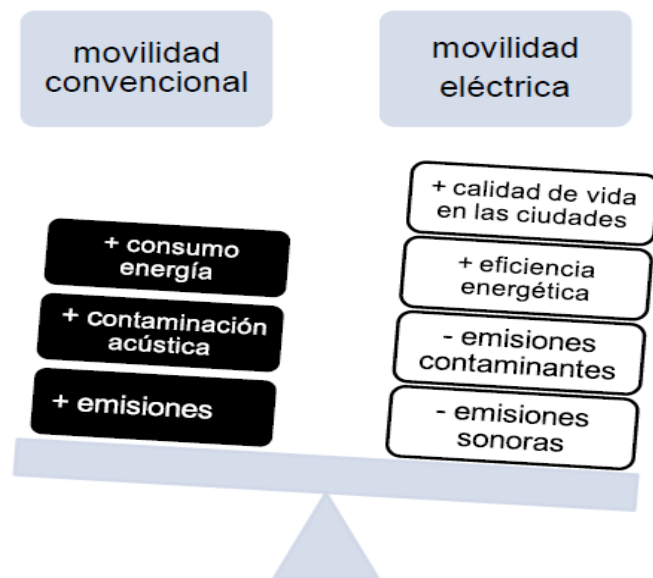 movilidad
convencional
movilidad
eléctrica
+ consumo
energía
+ contaminación
acústica
+ emisiones
+ calidad de vida
en las ciudades
+ eficiencia
energética
- emisiones
contaminantes
- emisiones
sonoras